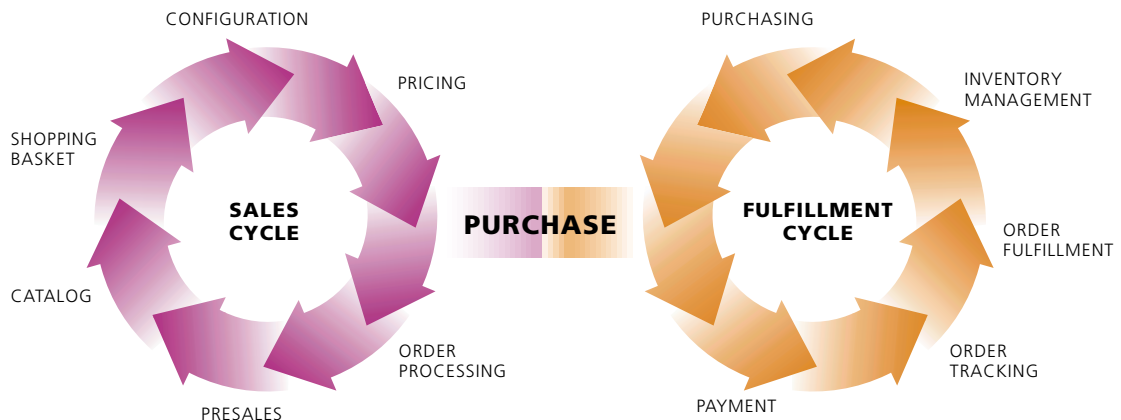 CONFIGURATION
PRICING
SHOPPING
BASKET
SALES
CYCLE
CATALOG
ORDER
PROCESSING
PRESALES
PURCHASE
PURCHASING
INVENTORY
MANAGEMENT
FULFILLMENT
CYCLE
ORDER
FULFILLMENT
ORDER
TRACKING
PAYMENT